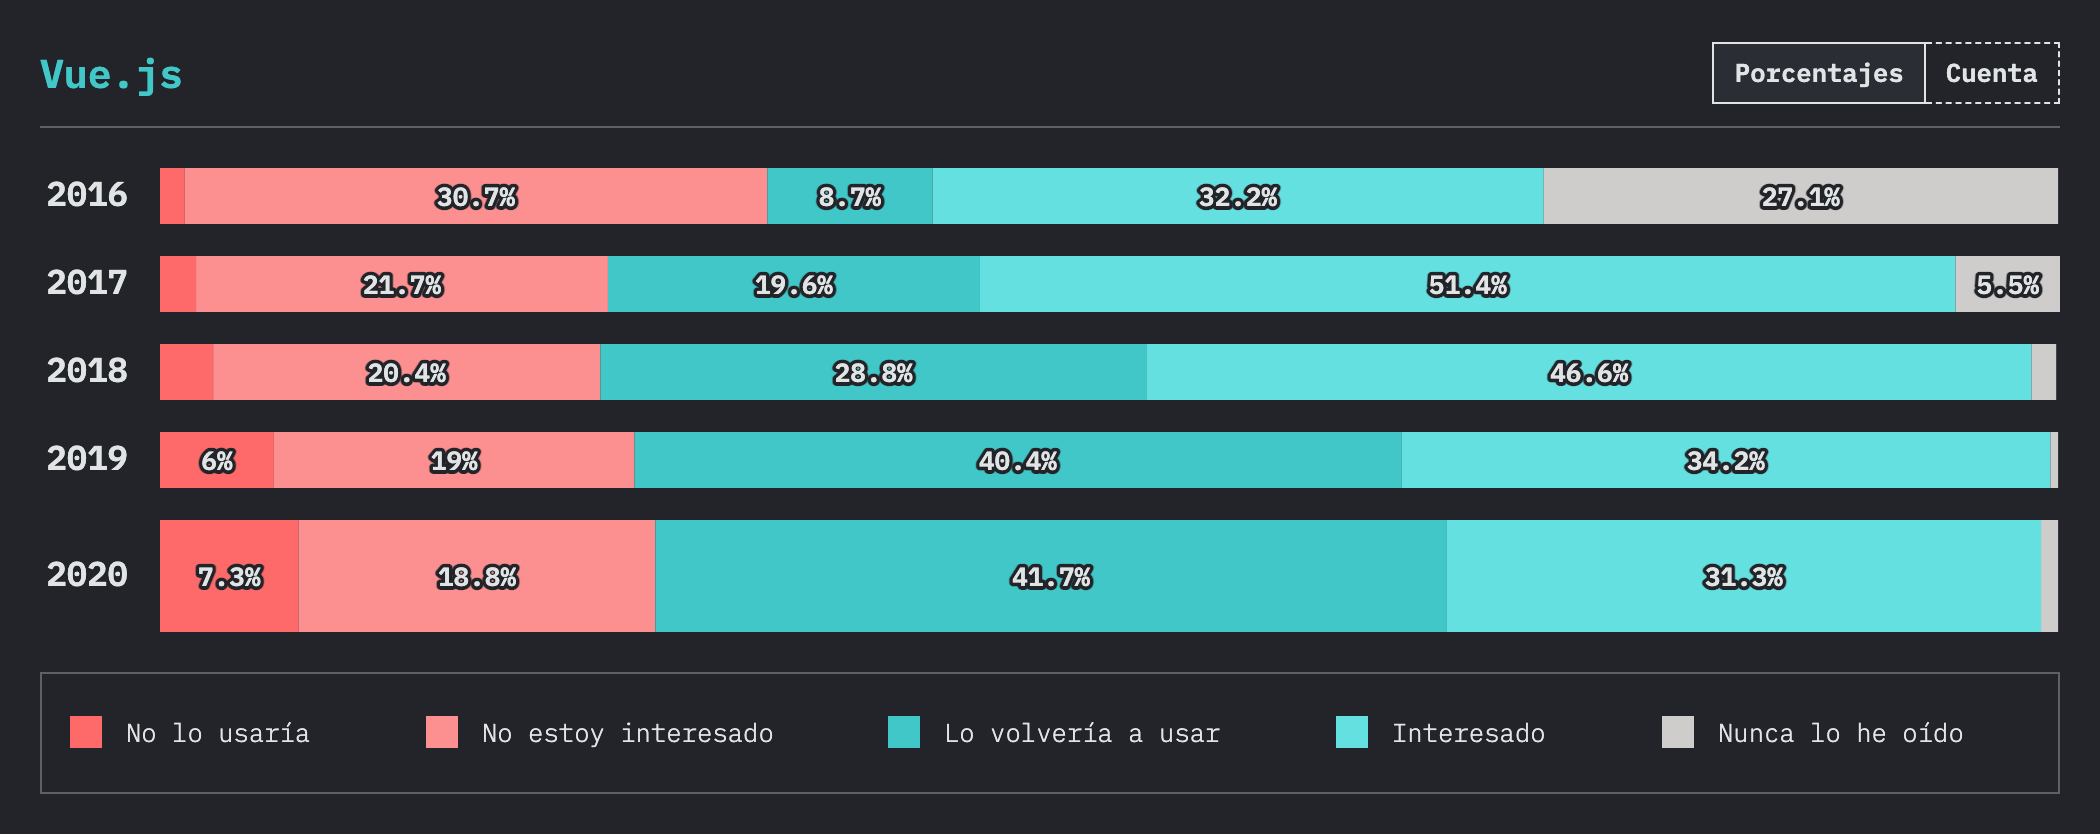 Vue.js
Porcentajes Cuenta
2016 30.7% 8.7% 32.2% 27.1%
2017 21.7% 19.6% 51.4% 5.5%
2018 20.4% 28.8% 46.6%
2019 6% 19% 40.4% 34.2%
2020 7.3% 18.8% 41.7% 31.3%
No lo usaría No estoy interesado Lo volvería a usar Interesado Nunca lo he oído